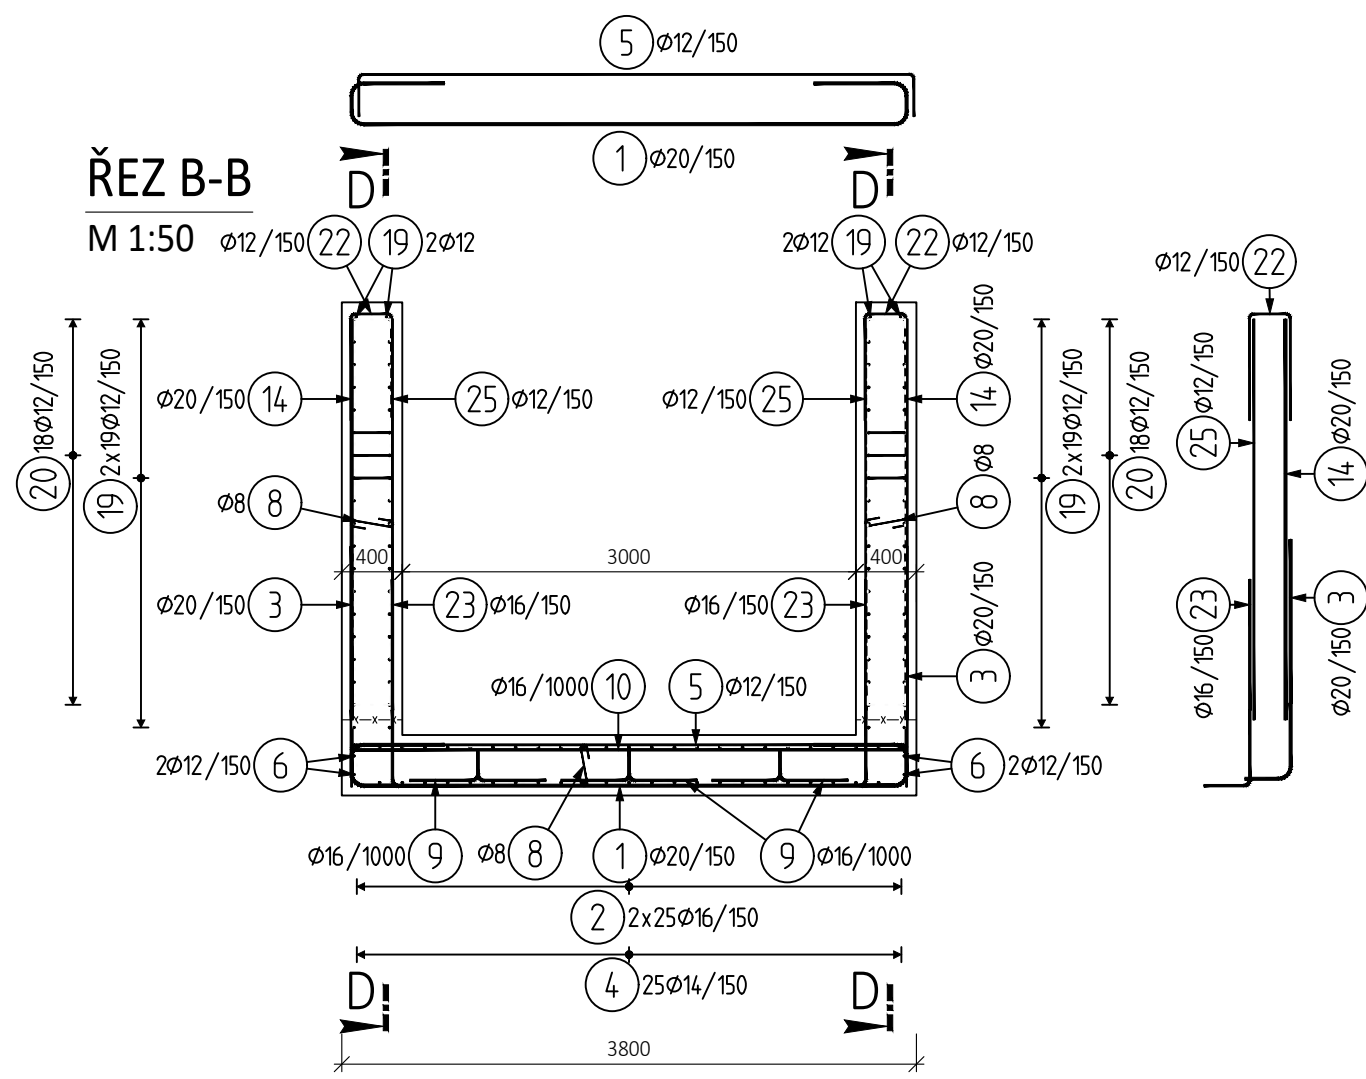 5 Ø12/150
1 Ø20/150
ŘEZ B-B
M 1:50
D
D
Ø12/150 22 19 2Ø12
2Ø12 19 22 Ø12/150
Ø12/150 22
20 18Ø12/150
19 2x19Ø12/150
Ø20/150 14
25 Ø12/150
Ø12/150 25
14 Ø20/150
19 2x19Ø12/150
20 18Ø12/150
25 Ø12/150
14 Ø20/150
Ø8 8
8 Ø8
400
3000
400
Ø20/150 3
23 Ø16/150
Ø16/150 23
3 Ø20/150
Ø16/150 23
Ø20/150 3
Ø16/1000 10
5 Ø12/150
x x x
x x x
2Ø12/150 6
6 2Ø12/150
Ø16/1000 9
Ø8 8
1 Ø20/150
9 Ø16/1000
2 2x25Ø16/150
4 25Ø14/150
D
D
3800